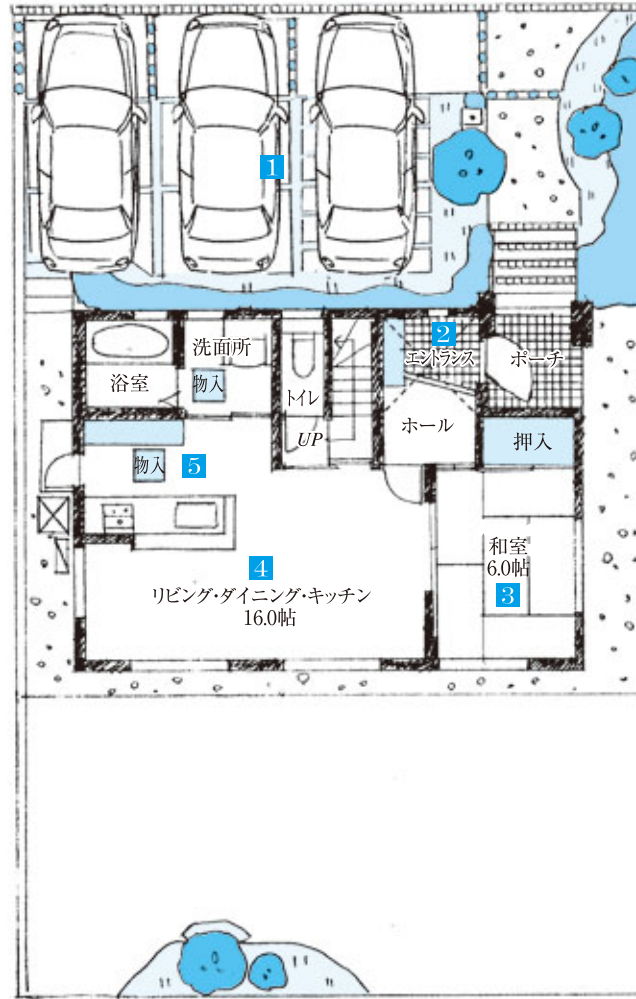 1
2
エントランス
ポーチ
洗面所
浴室
物入
トイレ
UP
ホール
押入
物入
5
和室
6.0帖
3
4
リビング・ダイニング・キッチン
16.0帖